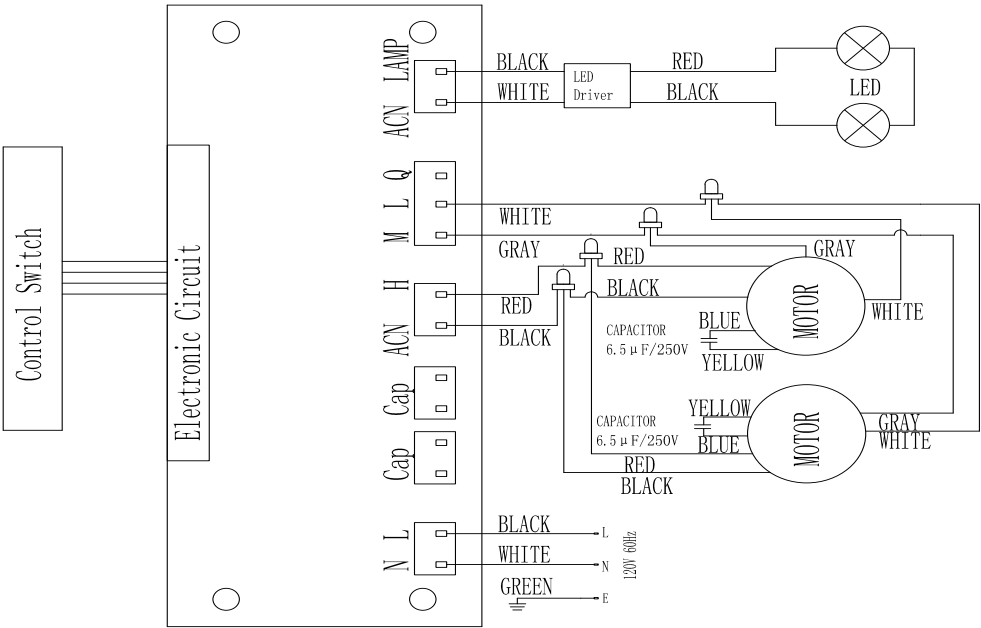 Control Switch
Electronic Circuit
LAMP
ACN
Q
L
M
H
ACN
Cap
Cap
L
N
BLACK
WHITE
LED
Driver
RED
BLACK
LED
WHITE
GRAY
RED
BLACK
RED
BLACK
GRAY
MOTOR
WHITE
CAPACITOR
6.5μF/250V
BLUE
YELLOW
CAPACITOR
6.5μF/250V
YELLOW
BLUE
MOTOR
GRAY
WHITE
RED
BLACK
BLACK
L
WHITE
N
GREEN
E
120V 60Hz